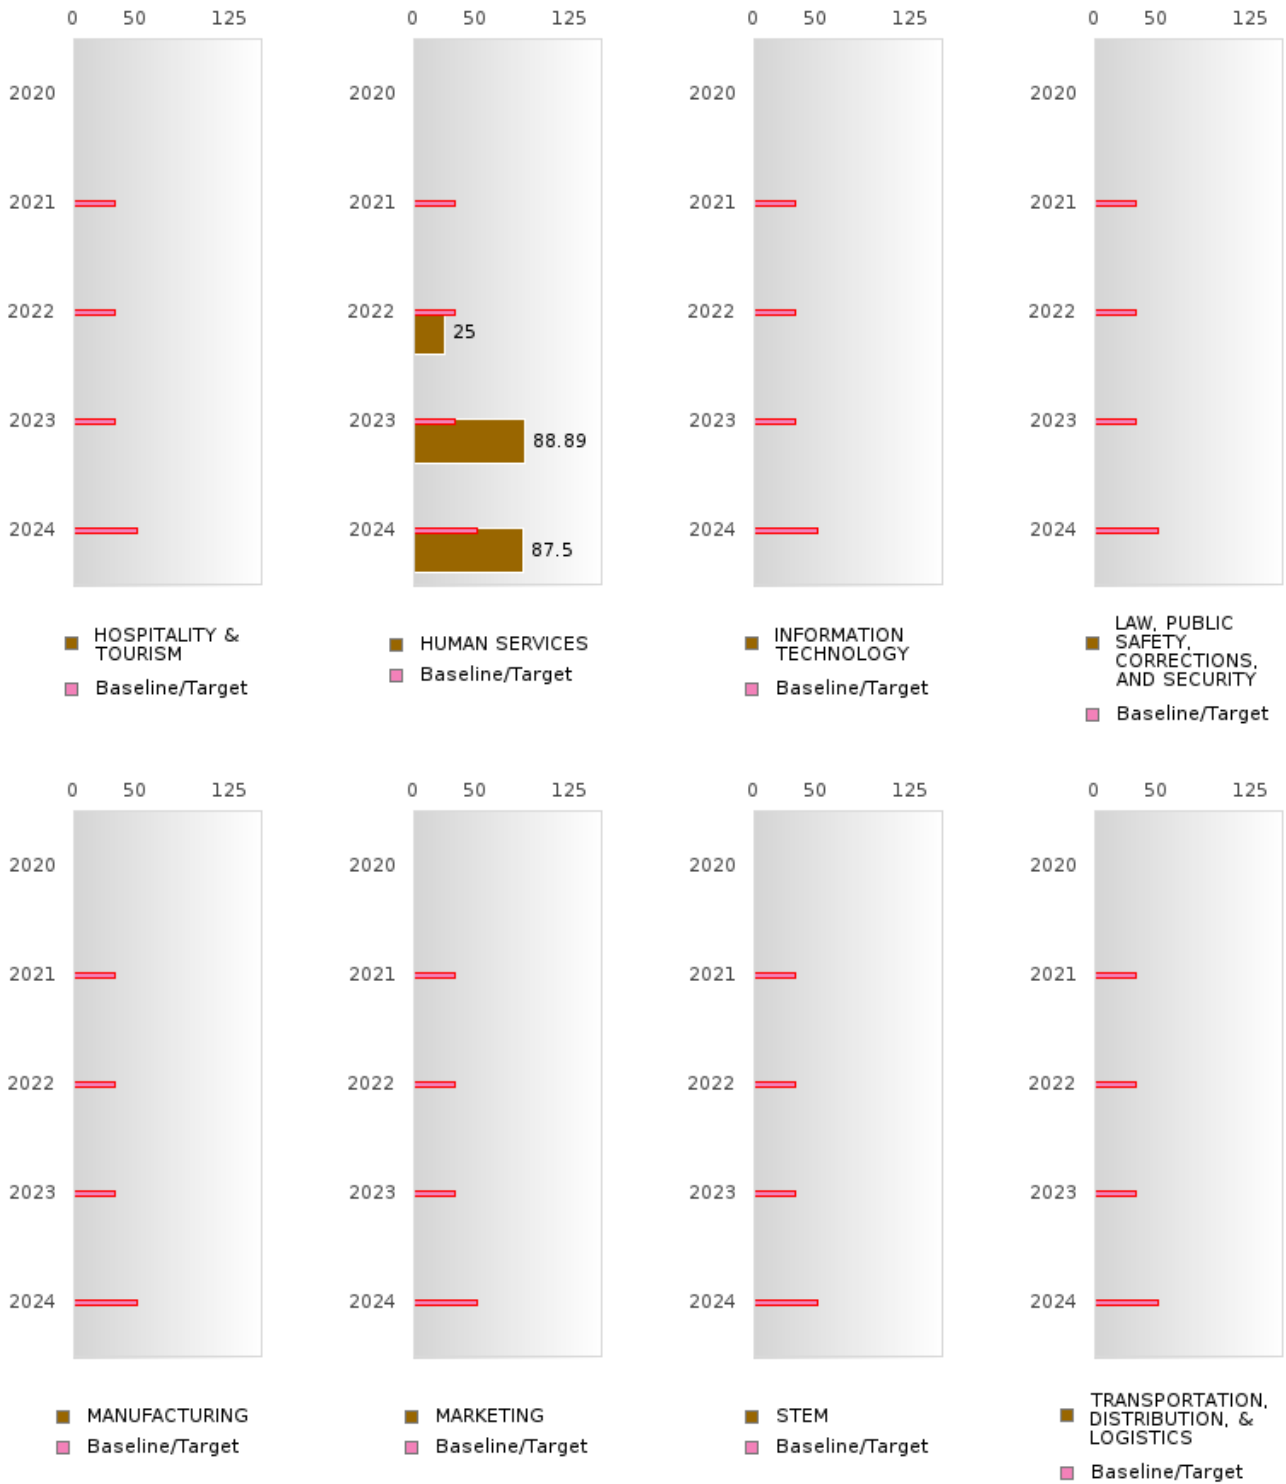 0 50 125 0 50 125 0 50 125 0 50 125
2020 2020 2020 2020
2021 2021 2021 2021
2022 2022 2022 2022
25
2023 2023 2023 2023
88.89
2024 2024 2024 2024
87.5
HOSPITALITY &
TOURISM
Baseline/Target
HUMAN SERVICES
Baseline/Target
INFORMATION
TECHNOLOGY
Baseline/Target
LAW, PUBLIC
SAFETY,
CORRECTIONS,
AND SECURITY
Baseline/Target
0 50 125 0 50 125 0 50 125 0 50 125
2020 2020 2020 2020
2021 2021 2021 2021
2022 2022 2022 2022
2023 2023 2023 2023
2024 2024 2024 2024
MANUFACTURING
Baseline/Target
MARKETING
Baseline/Target
STEM
Baseline/Target
TRANSPORTATION,
DISTRIBUTION, &
LOGISTICS
Baseline/Target